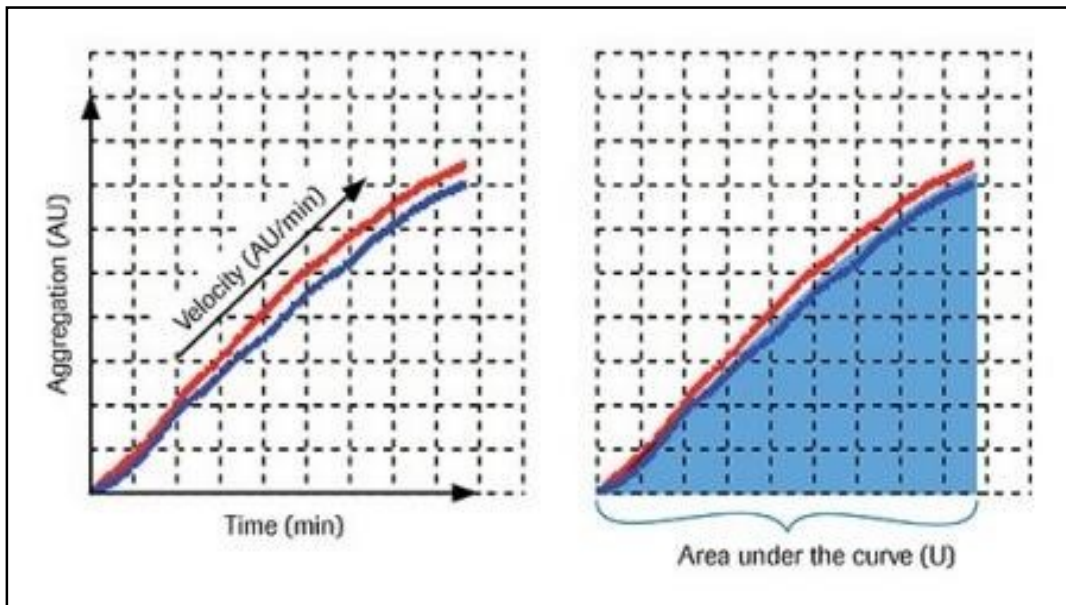 Aggregation (AU)
Velocity (AU/min)
Time (min)
Area under the curve (U)